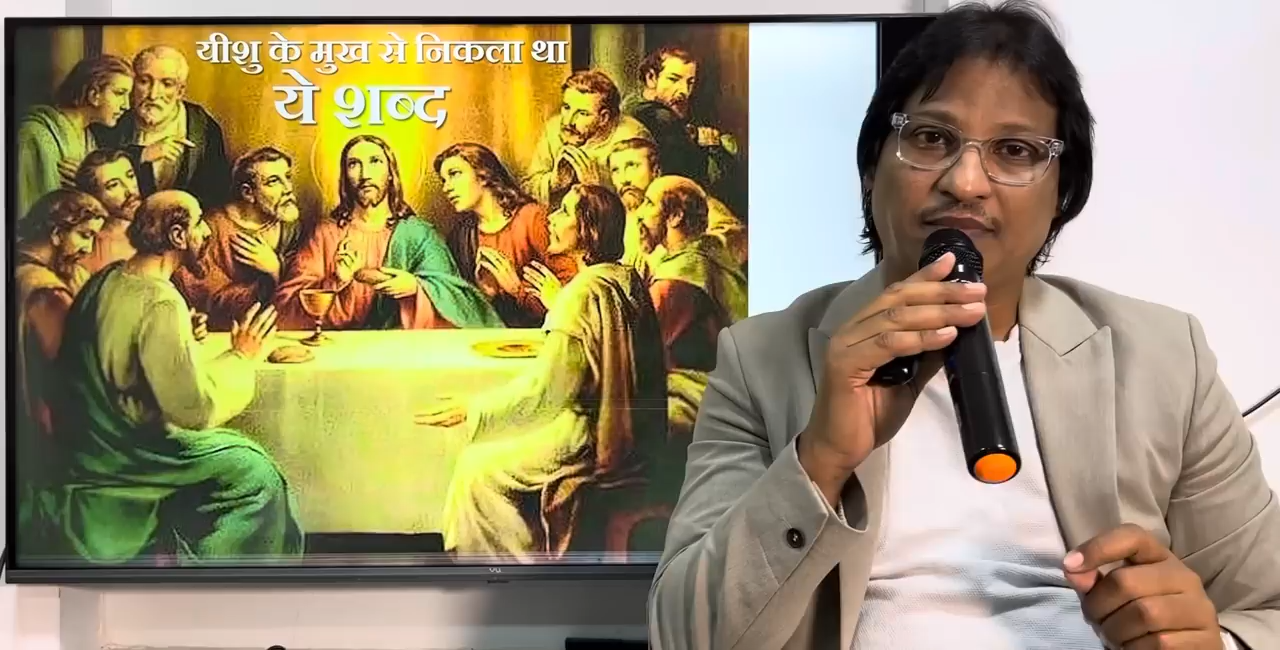 यीशु के मुख से निकला था
ये शब्द